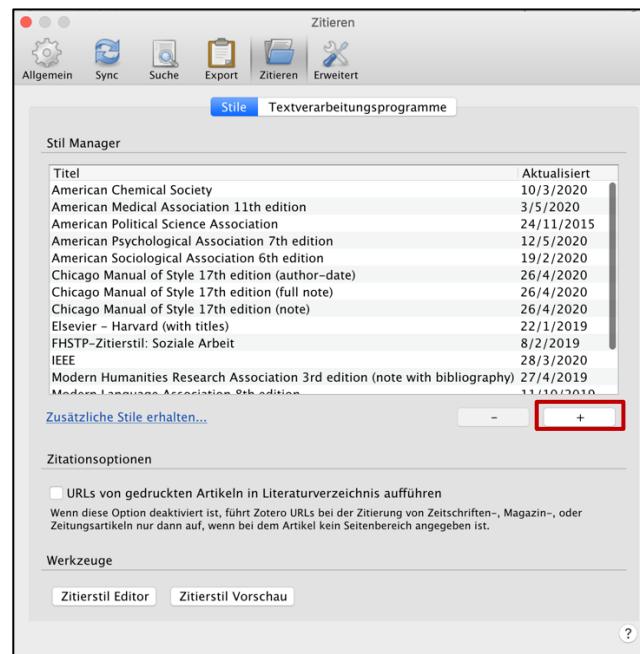 Zitieren
Allgemein Sync Suche Export Zitieren Erweitert
Stile Textverarbeitungsprogramme
Stil Manager
Titel Aktualisiert
American Chemical Society 10/3/2020
American Medical Association 11th edition 3/5/2020
American Political Science Association 24/11/2015
American Psychological Association 7th edition 12/5/2020
American Sociological Association 6th edition 19/2/2020
Chicago Manual of Style 17th edition (author-date) 26/4/2020
Chicago Manual of Style 17th edition (full note) 26/4/2020
Chicago Manual of Style 17th edition (note) 26/4/2020
Elsevier - Harvard (with titles) 22/1/2019
FHSTP-Zitierstil: Soziale Arbeit 8/2/2019
IEEE 28/3/2020
Modern Humanities Research Association 3rd edition (note with bibliography) 27/4/2019
Modern Language Association 8th edition 11/10/2019
Zusätzliche Stile erhalten... - +
Zitationsoptionen
URLs von gedruckten Artikeln in Literaturverzeichnis aufführen
Wenn diese Option deaktiviert ist, führt Zotero URLs bei der Zitierung von Zeitschriften-, Magazin-, oder
Zeitungsartikeln nur dann auf, wenn bei dem Artikel kein Seitenbereich angegeben ist.
Werkzeuge
Zitierstil Editor Zitierstil Vorschau
?